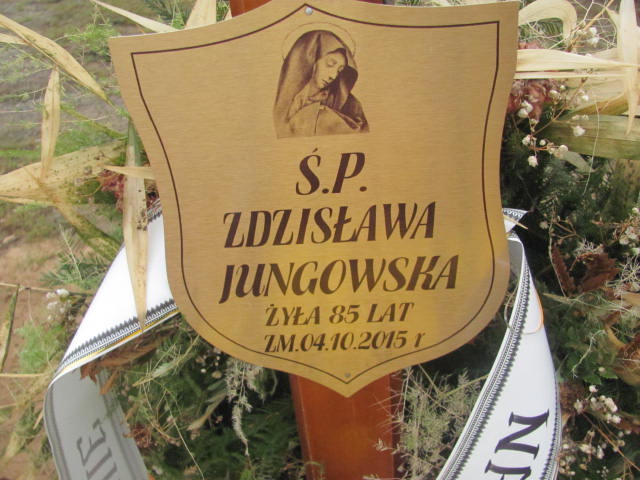 Ś.P.
ZDZISŁAWA
JUNGOWSKA
ŻYŁA 85 LAT
ZM.04.10.2015 r